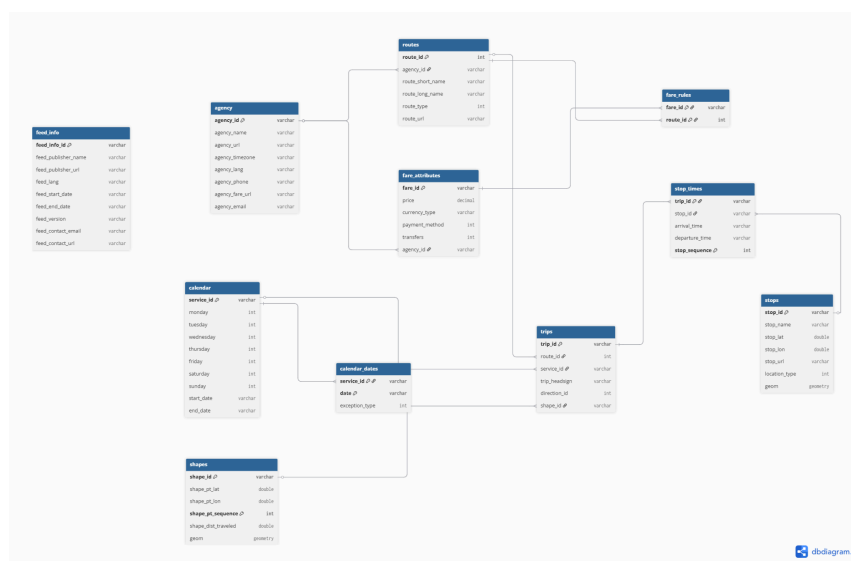 feed_info
feed_info_id varchar
feed_publisher_name varchar
feed_publisher_url varchar
feed_lang varchar
feed_start_date varchar
feed_end_date varchar
feed_version varchar
feed_contact_email varchar
feed_contact_url varchar
agency
agency_id varchar
agency_name varchar
agency_url varchar
agency_timezone varchar
agency_lang varchar
agency_phone varchar
agency_fare_url varchar
agency_email varchar
routes
route_id int
agency_id varchar
route_short_name varchar
route_long_name varchar
route_type int
route_url varchar
fare_attributes
fare_id varchar
price decimal
currency_type varchar
payment_method int
transfers int
agency_id varchar
fare_rules
fare_id varchar
route_id int
stop_times
trip_id varchar
stop_id varchar
arrival_time varchar
departure_time varchar
stop_sequence int
stops
stop_id varchar
stop_name varchar
stop_lat double
stop_lon double
stop_url varchar
location_type int
geom geometry
calendar
service_id varchar
monday int
tuesday int
wednesday int
thursday int
friday int
saturday int
sunday int
start_date varchar
end_date varchar
calendar_dates
service_id varchar
date varchar
exception_type int
trips
trip_id varchar
route_id int
service_id varchar
trip_headsign varchar
direction_id int
shape_id varchar
shapes
shape_id varchar
shape_pt_lat double
shape_pt_lon double
shape_pt_sequence int
shape_dist_traveled double
geom geometry
dbdiagram